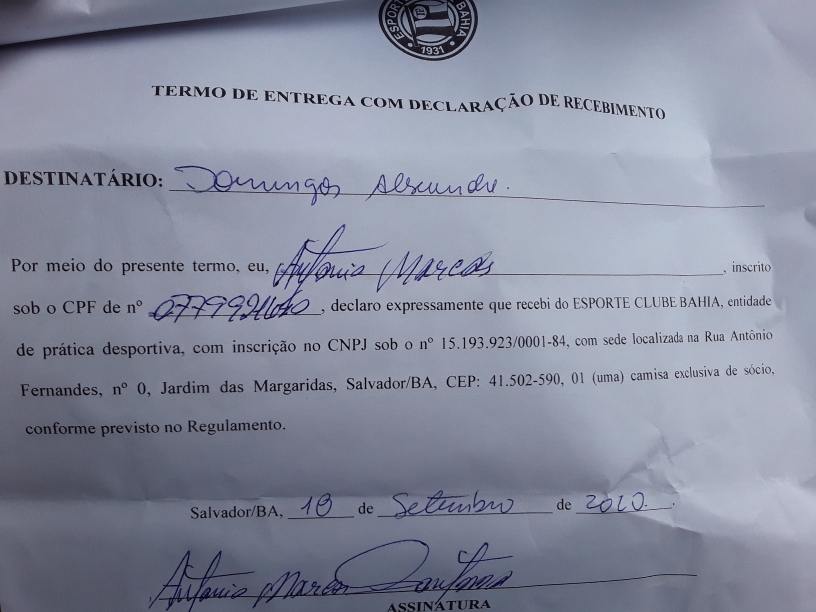 ESPORTE BAHIA
1931
TERMO DE ENTREGA COM DECLARAÇÃO DE RECEBIMENTO
DESTINATÁRIO: Domingos Alexandre.
Por meio do presente termo, eu, Antonio Marcos, inscrito
sob o CPF de nº , declaro expressamente que recebi do ESPORTE CLUBE BAHIA, entidade
de prática desportiva, com inscrição no CNPJ sob o nº 15.193.923/0001-84, com sede localizada na Rua Antônio
Fernandes, nº 0, Jardim das Margaridas, Salvador/BA, CEP: 41.502-590, 01 (uma) camisa exclusiva de sócio,
conforme previsto no Regulamento.
Salvador/BA, 18 de Setembro de 2020.
Antonio Marcos Santana
ASSINATURA